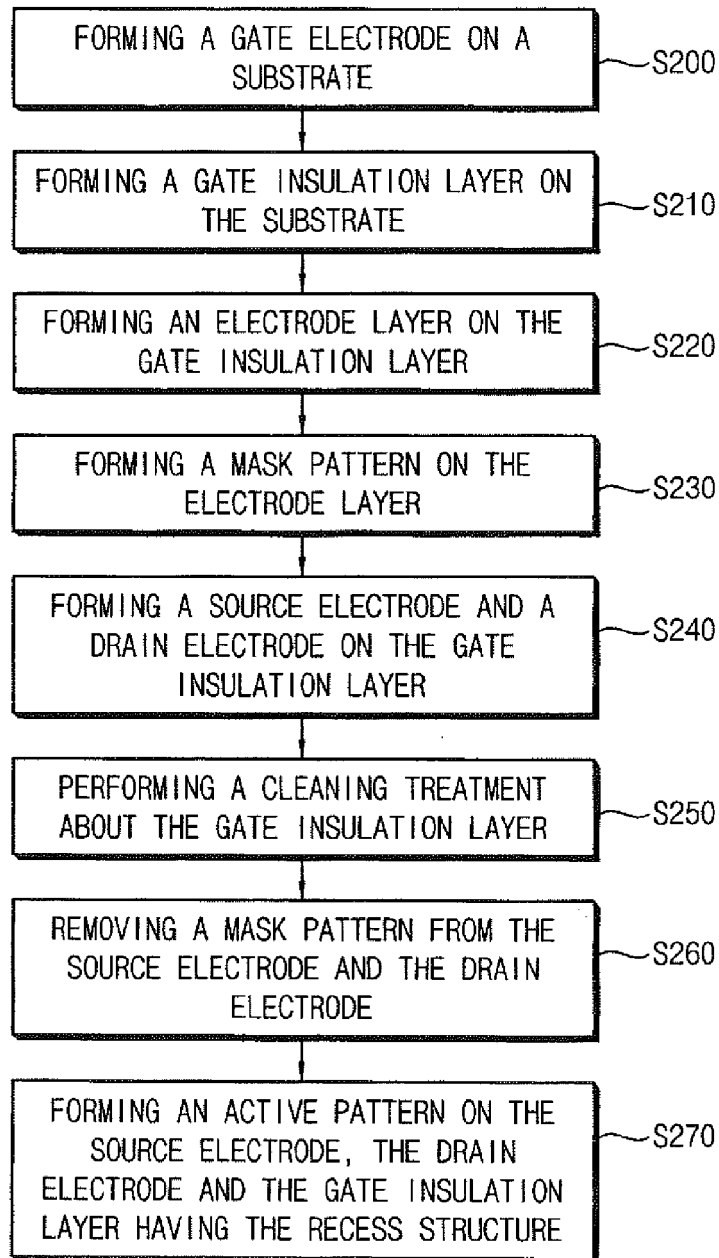 FORMING A GATE ELECTRODE ON A
SUBSTRATE
S200
FORMING A GATE INSULATION LAYER ON
THE SUBSTRATE
S210
FORMING AN ELECTRODE LAYER ON THE
GATE INSULATION LAYER
S220
FORMING A MASK PATTERN ON THE
ELECTRODE LAYER
S230
FORMING A SOURCE ELECTRODE AND A
DRAIN ELECTRODE ON THE GATE
INSULATION LAYER
S240
PERFORMING A CLEANING TREATMENT
ABOUT THE GATE INSULATION LAYER
S250
REMOVING A MASK PATTERN FROM THE
SOURCE ELECTRODE AND THE DRAIN
ELECTRODE
S260
FORMING AN ACTIVE PATTERN ON THE
SOURCE ELECTRODE, THE DRAIN
ELECTRODE AND THE GATE INSULATION
LAYER HAVING THE RECESS STRUCTURE
S270